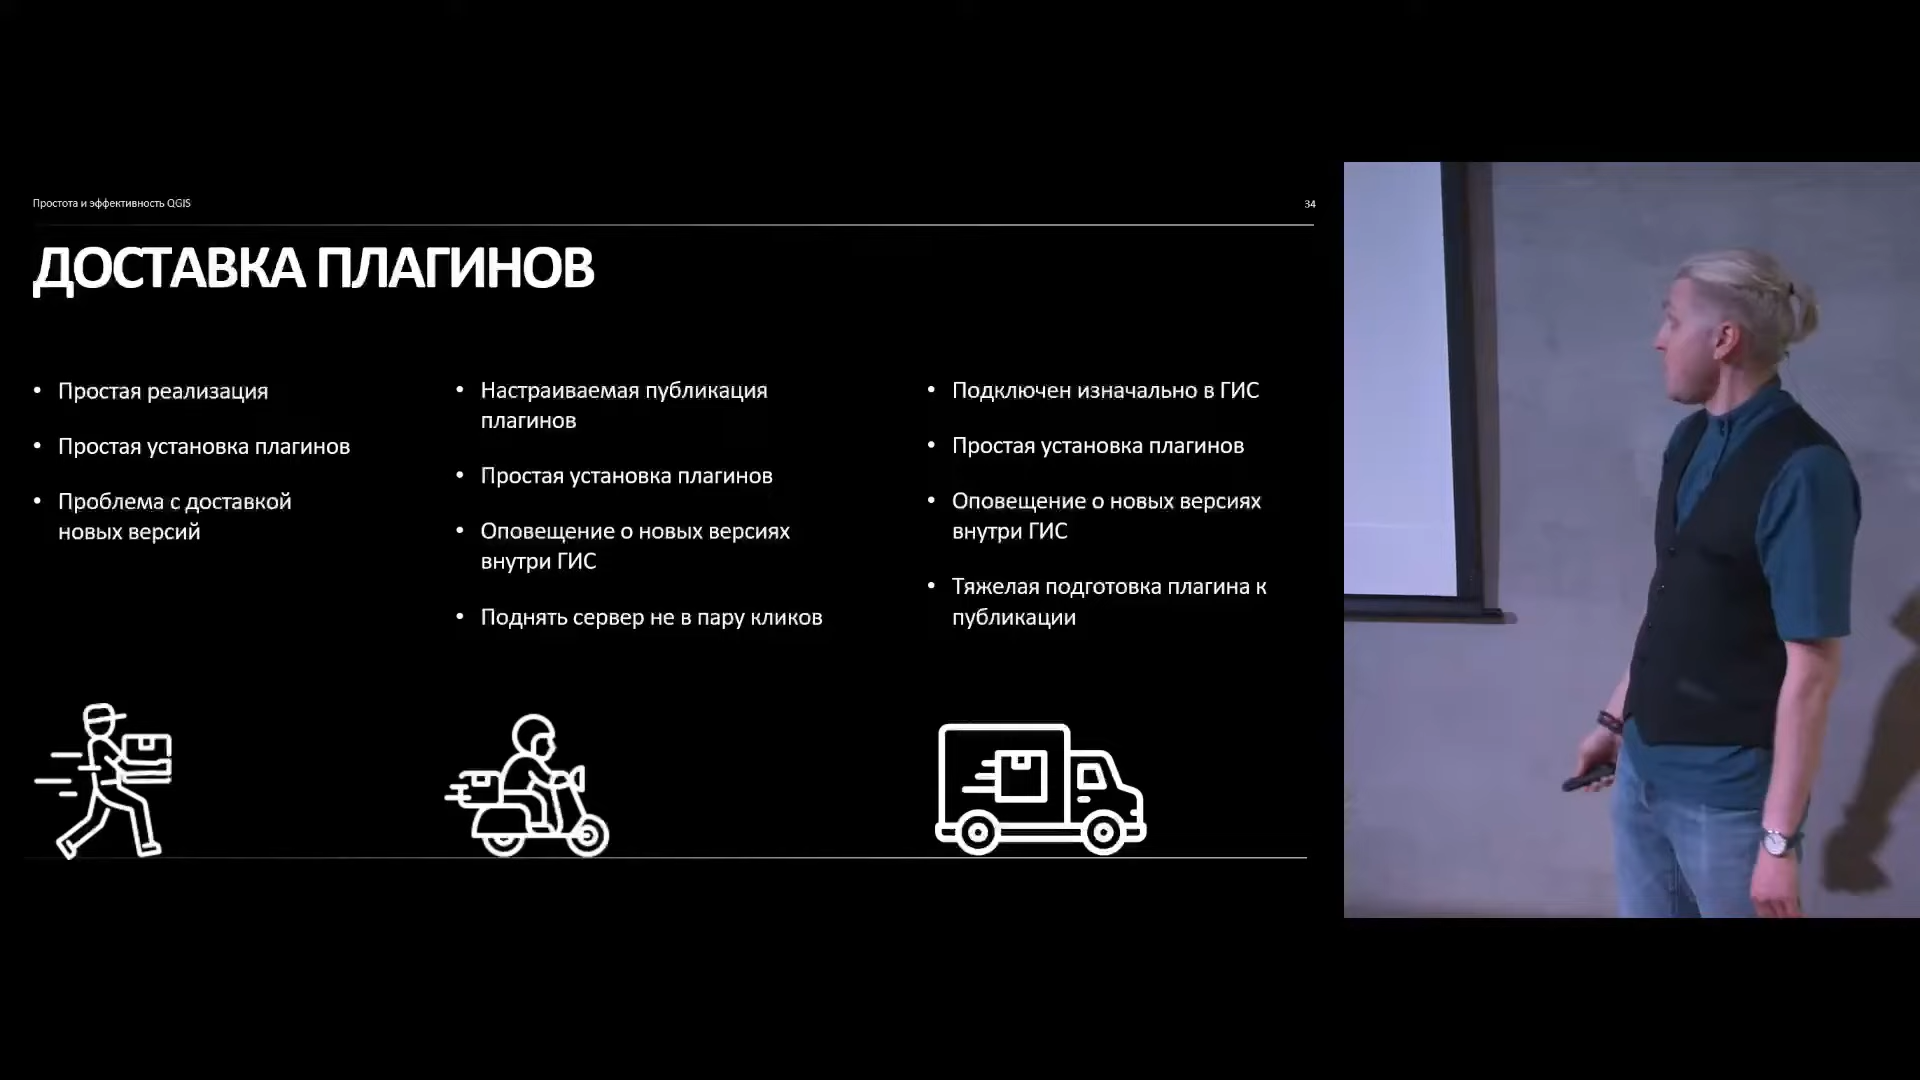 Простота и эффективность QGIS
34
ДОСТАВКА ПЛАГИНОВ
• Простая реализация
• Простая установка плагинов
• Проблема с доставкой
новых версий
• Настраиваемая публикация
плагинов
• Простая установка плагинов
• Оповещение о новых версиях
внутри ГИС
• Поднять сервер не в пару кликов
• Подключен изначально в ГИС
• Простая установка плагинов
• Оповещение о новых версиях
внутри ГИС
• Тяжелая подготовка плагина к
публикации